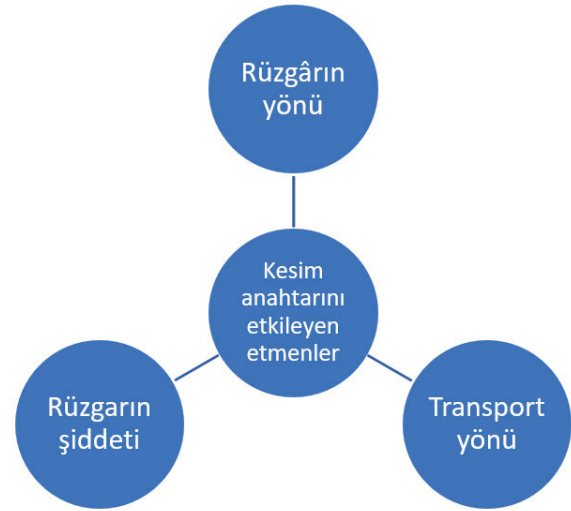 Rüzgârın
yönü
Kesim
anahtarını
etkileyen
etmenler
Rüzgarın
şiddeti
Transport
yönü